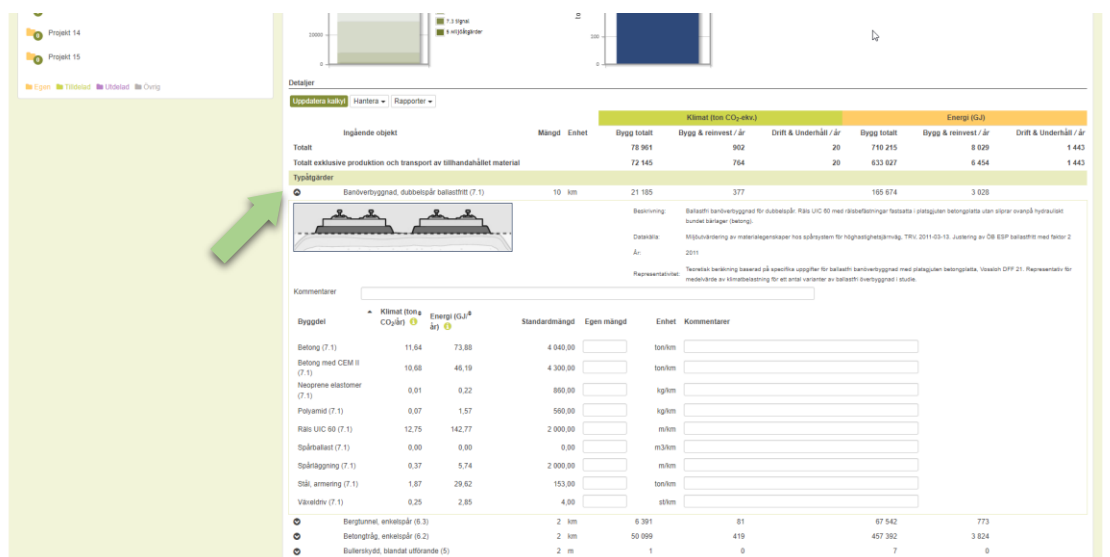 Projekt 14
Projekt 15
Egen Tilldelad Utdelad Övrig
10000
7.3 Signal
5 Miljöåtgärder
0
100
0
Detaljer
Uppdatera kalkyl Hantera Rapporter
Klimat (ton CO₂-ekv.) Energi (GJ)
Ingående objekt Mängd Enhet Bygg totalt Bygg & reinvest / år Drift & Underhåll / år Bygg totalt Bygg & reinvest / år Drift & Underhåll / år
Totalt 78 961 902 20 710 215 8 029 1 443
Totalt exklusive produktion och transport av tillhandahållet material 72 145 764 20 633 027 6 454 1 443
Typåtgärder
Banöverbyggnad, dubbelspår ballastfritt (7.1) 10 km 21 185 377 165 674 3 028
Beskrivning: Ballastfri banöverbyggnad för dubbelspår. Räls UIC 60 med rälsbefästningar fastsatta i platsgjuten betongplatta utan sliprar ovanpå hydrauliskt
bundet bärlager (betong).
Datakälla: Miljöutvärdering av materialegenskaper hos spårsystem för höghastighetsjärnväg, TRV, 2011-03-10. Justering av ÖB ESP ballastfritt med faktor 2
År: 2011
Representativitet: Teoretisk beräkning baserad på specifika uppgifter för ballastfri banöverbyggnad med platsgjuten betongplatta, Vossloh DFF 21. Representativ för
medelvärde av klimatbelastning för ett antal varianter av ballastfri överbyggnad i studie.
Kommentarer
Byggdel Klimat (ton CO₂/år) Energi (GJ/år) Standardmängd Egen mängd Enhet Kommentarer
Betong (7.1) 11,64 73,88 4 040,00 ton/km
Betong med CEM II
(7.1) 10,68 46,19 4 300,00 ton/km
Neoprene elastomer
(7.1) 0,01 0,22 860,00 kg/km
Polyamid (7.1) 0,07 1,57 560,00 kg/km
Räls UIC 60 (7.1) 12,75 142,77 2 000,00 m/km
Spårballast (7.1) 0,00 0,00 0,00 m3/km
Spårläggning (7.1) 0,37 5,74 2 000,00 m/km
Stål, armering (7.1) 1,87 29,62 153,00 ton/km
Växeldriv (7.1) 0,25 2,85 4,00 st/km
Bergtunnel, enkelspår (6.3) 2 km 6 391 81 67 542 773
Betongtråg, enkelspår (6.2) 2 km 50 099 419 457 392 3 824
Bullerskydd, blandat utförande (5) 2 m 1 0 7 0